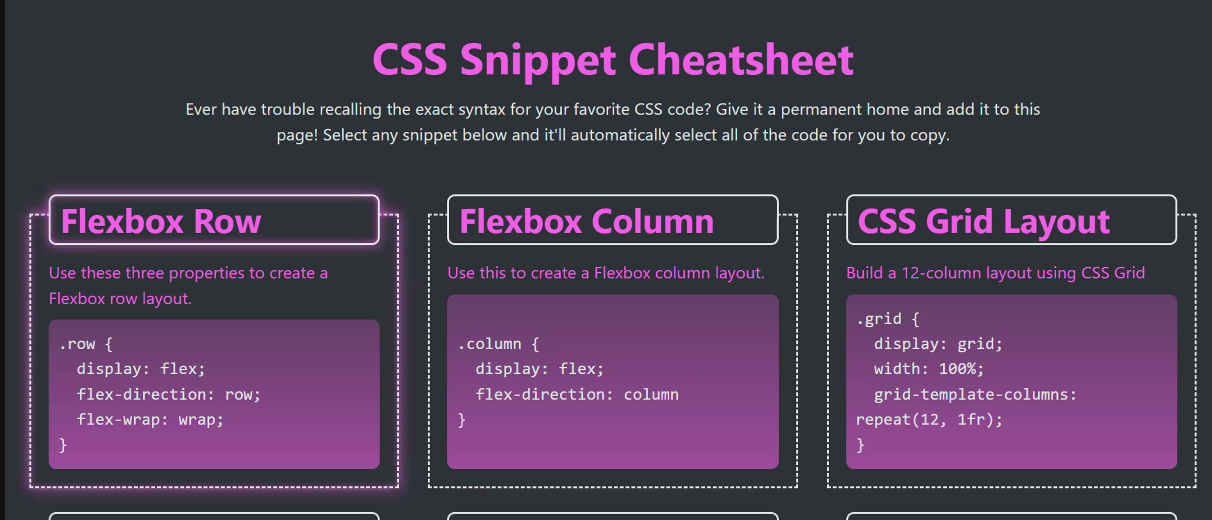 CSS Snippet Cheatsheet
Ever have trouble recalling the exact syntax for your favorite CSS code? Give it a permanent home and add it to this
page! Select any snippet below and it'll automatically select all of the code for you to copy.
Flexbox Row
Use these three properties to create a
Flexbox row layout.
.row {
  display: flex;
  flex-direction: row;
  flex-wrap: wrap;
}
Flexbox Column
Use this to create a Flexbox column layout.
.column {
  display: flex;
  flex-direction: column
}
CSS Grid Layout
Build a 12-column layout using CSS Grid
.grid {
  display: grid;
  width: 100%;
  grid-template-columns:
repeat(12, 1fr);
}